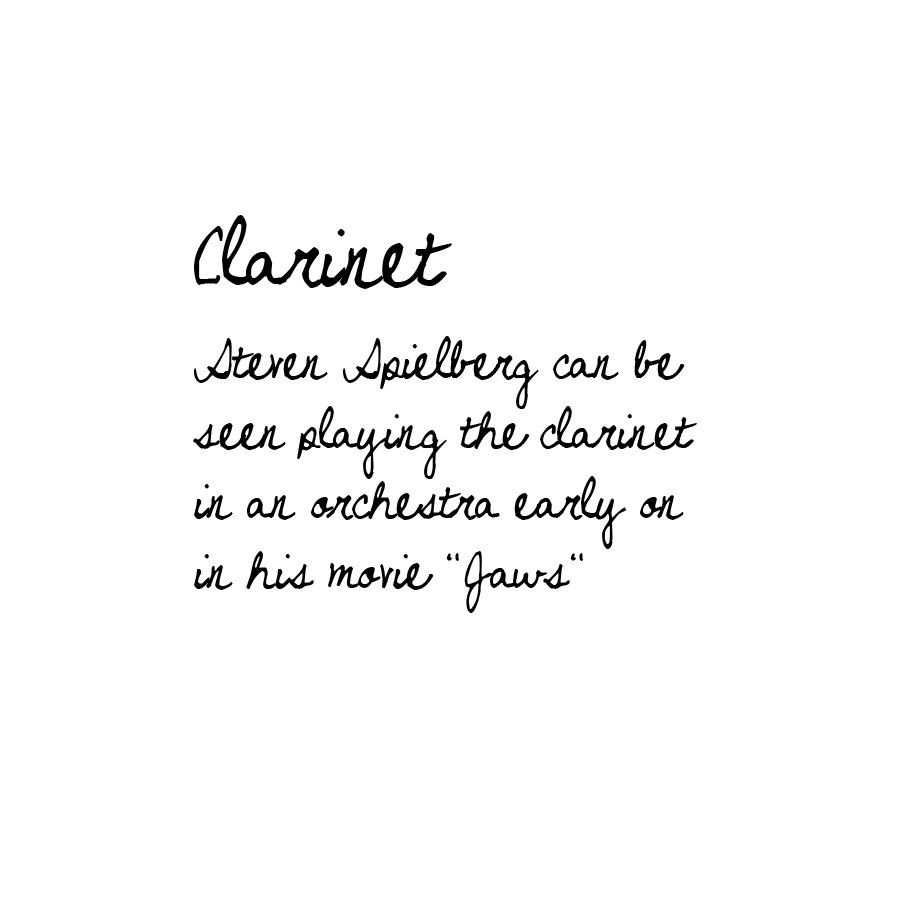 Clarinet
Steven Spielberg can be
seen playing the clarinet
in an orchestra early on
in his movie “Jaws“